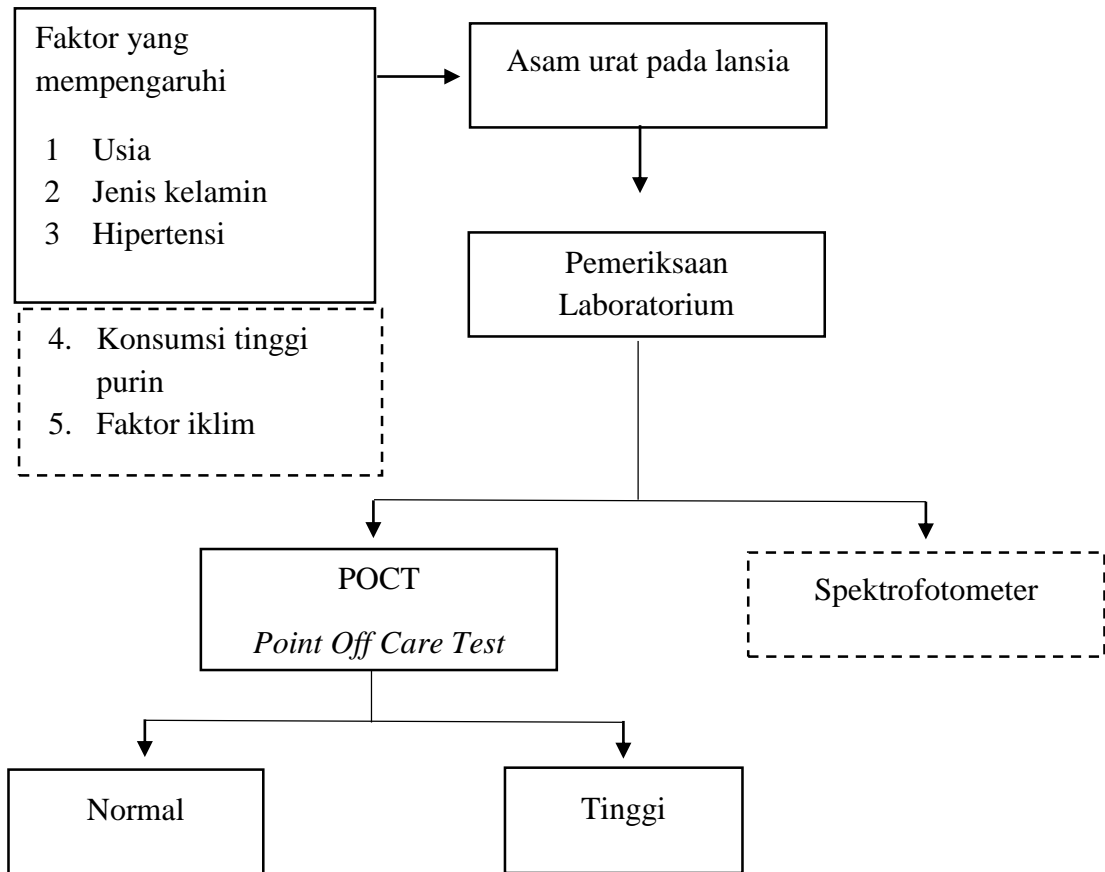 Faktor yang
mempengaruhi
1 Usia
2 Jenis kelamin
3 Hipertensi
4. Konsumsi tinggi
purin
5. Faktor iklim
Asam urat pada lansia
Pemeriksaan
Laboratorium
POCT
Point Off Care Test
Spektrofotometer
Normal
Tinggi